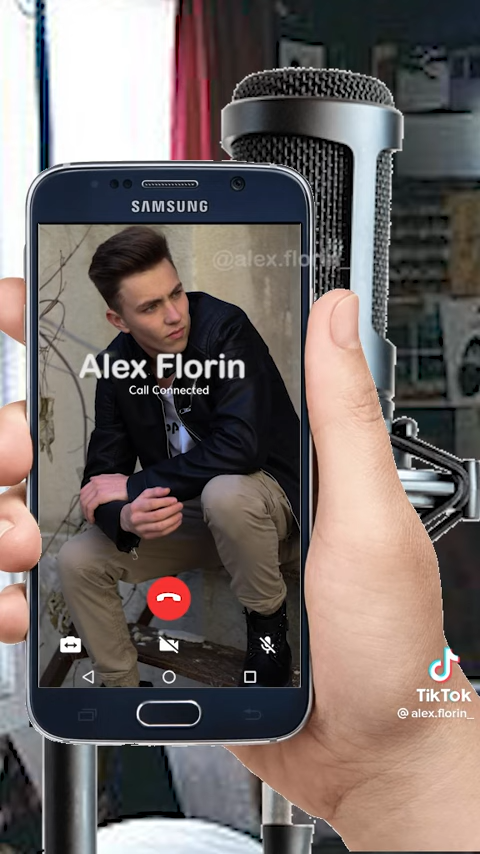 SAMSUNG
@alex.florin
Alex Florin
Call Connected
TikTok
@alex.florin_